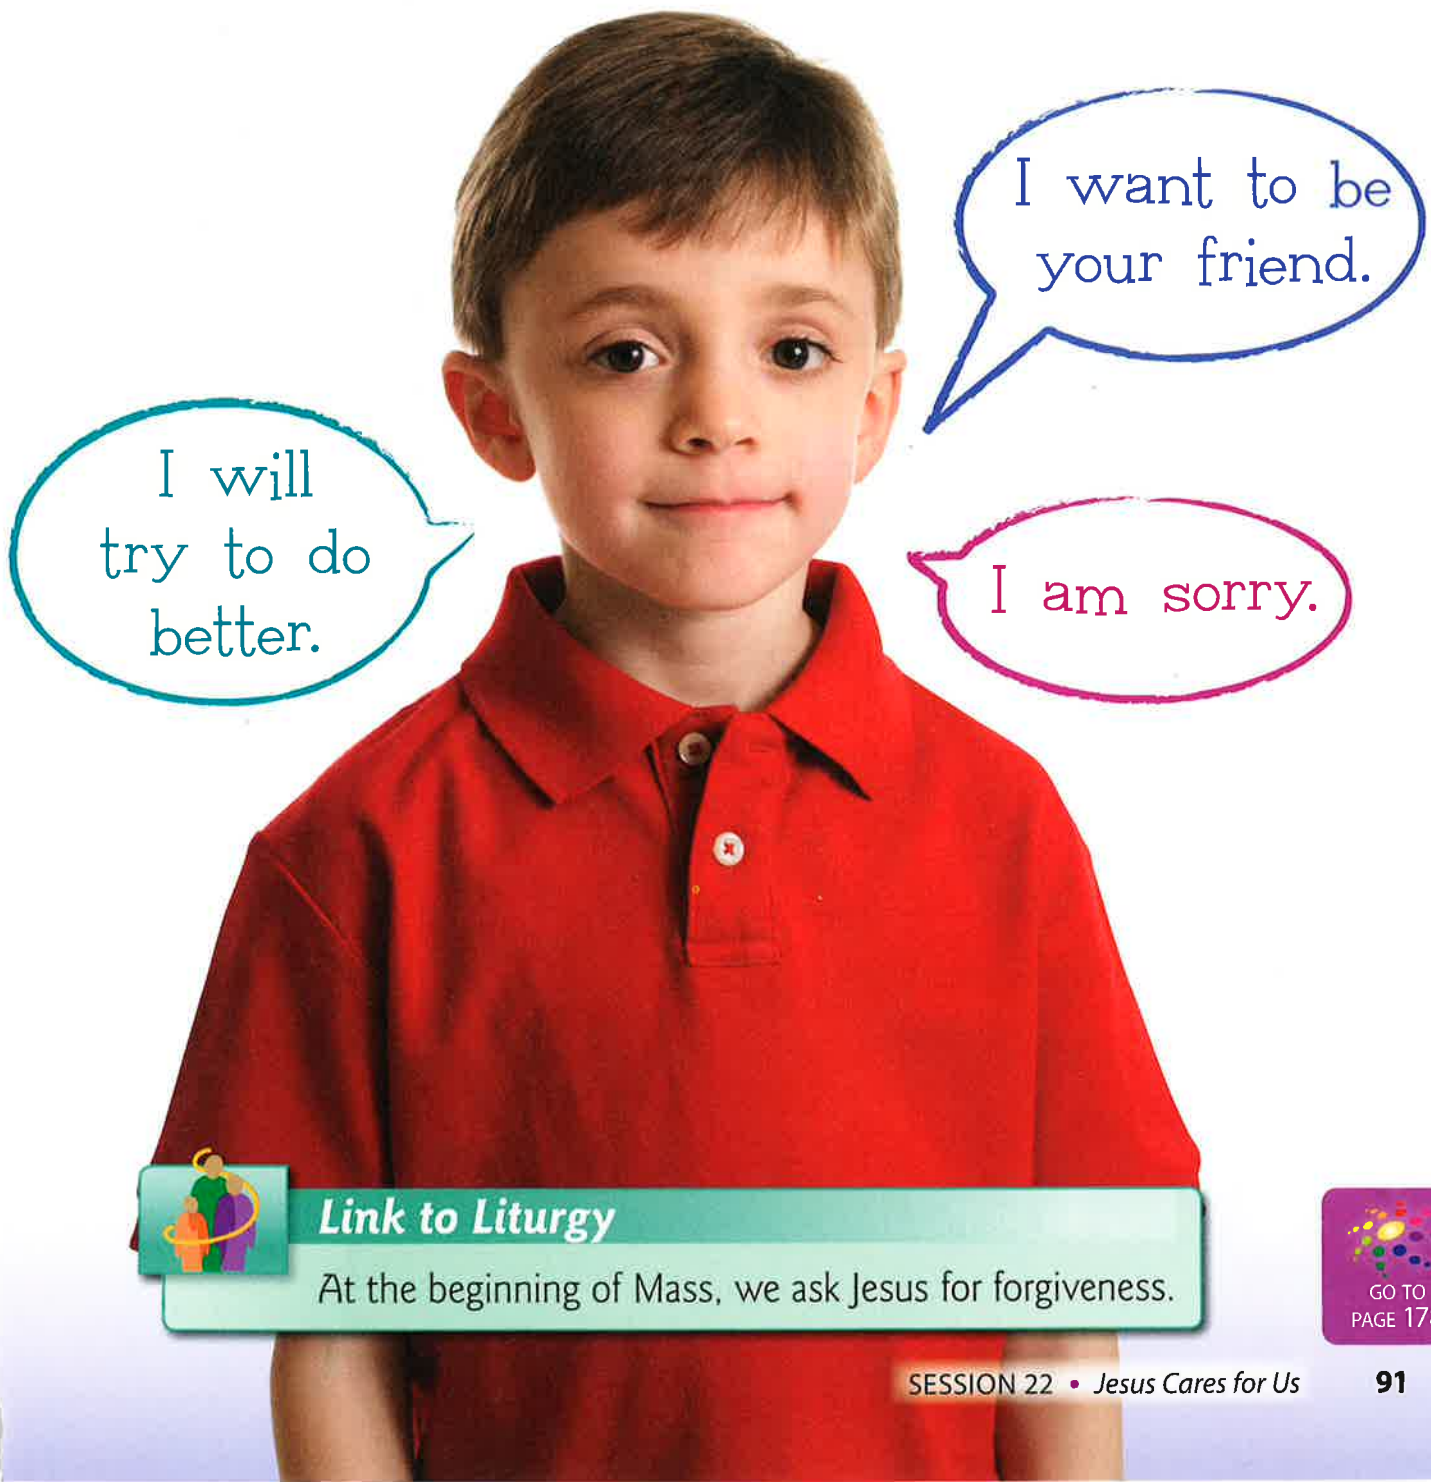 I want to be
your friend.
I will
try to do
better.
I am sorry.
Link to Liturgy
At the beginning of Mass, we ask Jesus for forgiveness.
GO TO
PAGE
SESSION 22 • Jesus Cares for Us
91